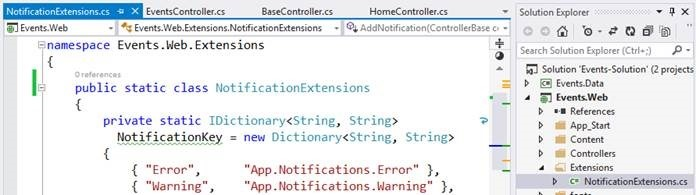 NotificationExtensions.cs
EventsController.cs
BaseController.cs
HomeController.cs
Events.Web
Events.Web.Extensions.NotificationExtensions
AddNotification(ControllerBase c
namespace Events.Web.Extensions
{
0 references
public static class NotificationExtensions
{
private static IDictionary<String, String>
NotificationKey = new Dictionary<String, String>
{
{ "Error", "App.Notifications.Error" },
{ "Warning", "App.Notifications.Warning" },
Solution Explorer
Search Solution Explorer (Ctrl+;)
Solution 'Events-Solution' (2 projects
Events.Data
Events.Web
References
App_Start
Content
Controllers
Extensions
C# NotificationExtensions.cs